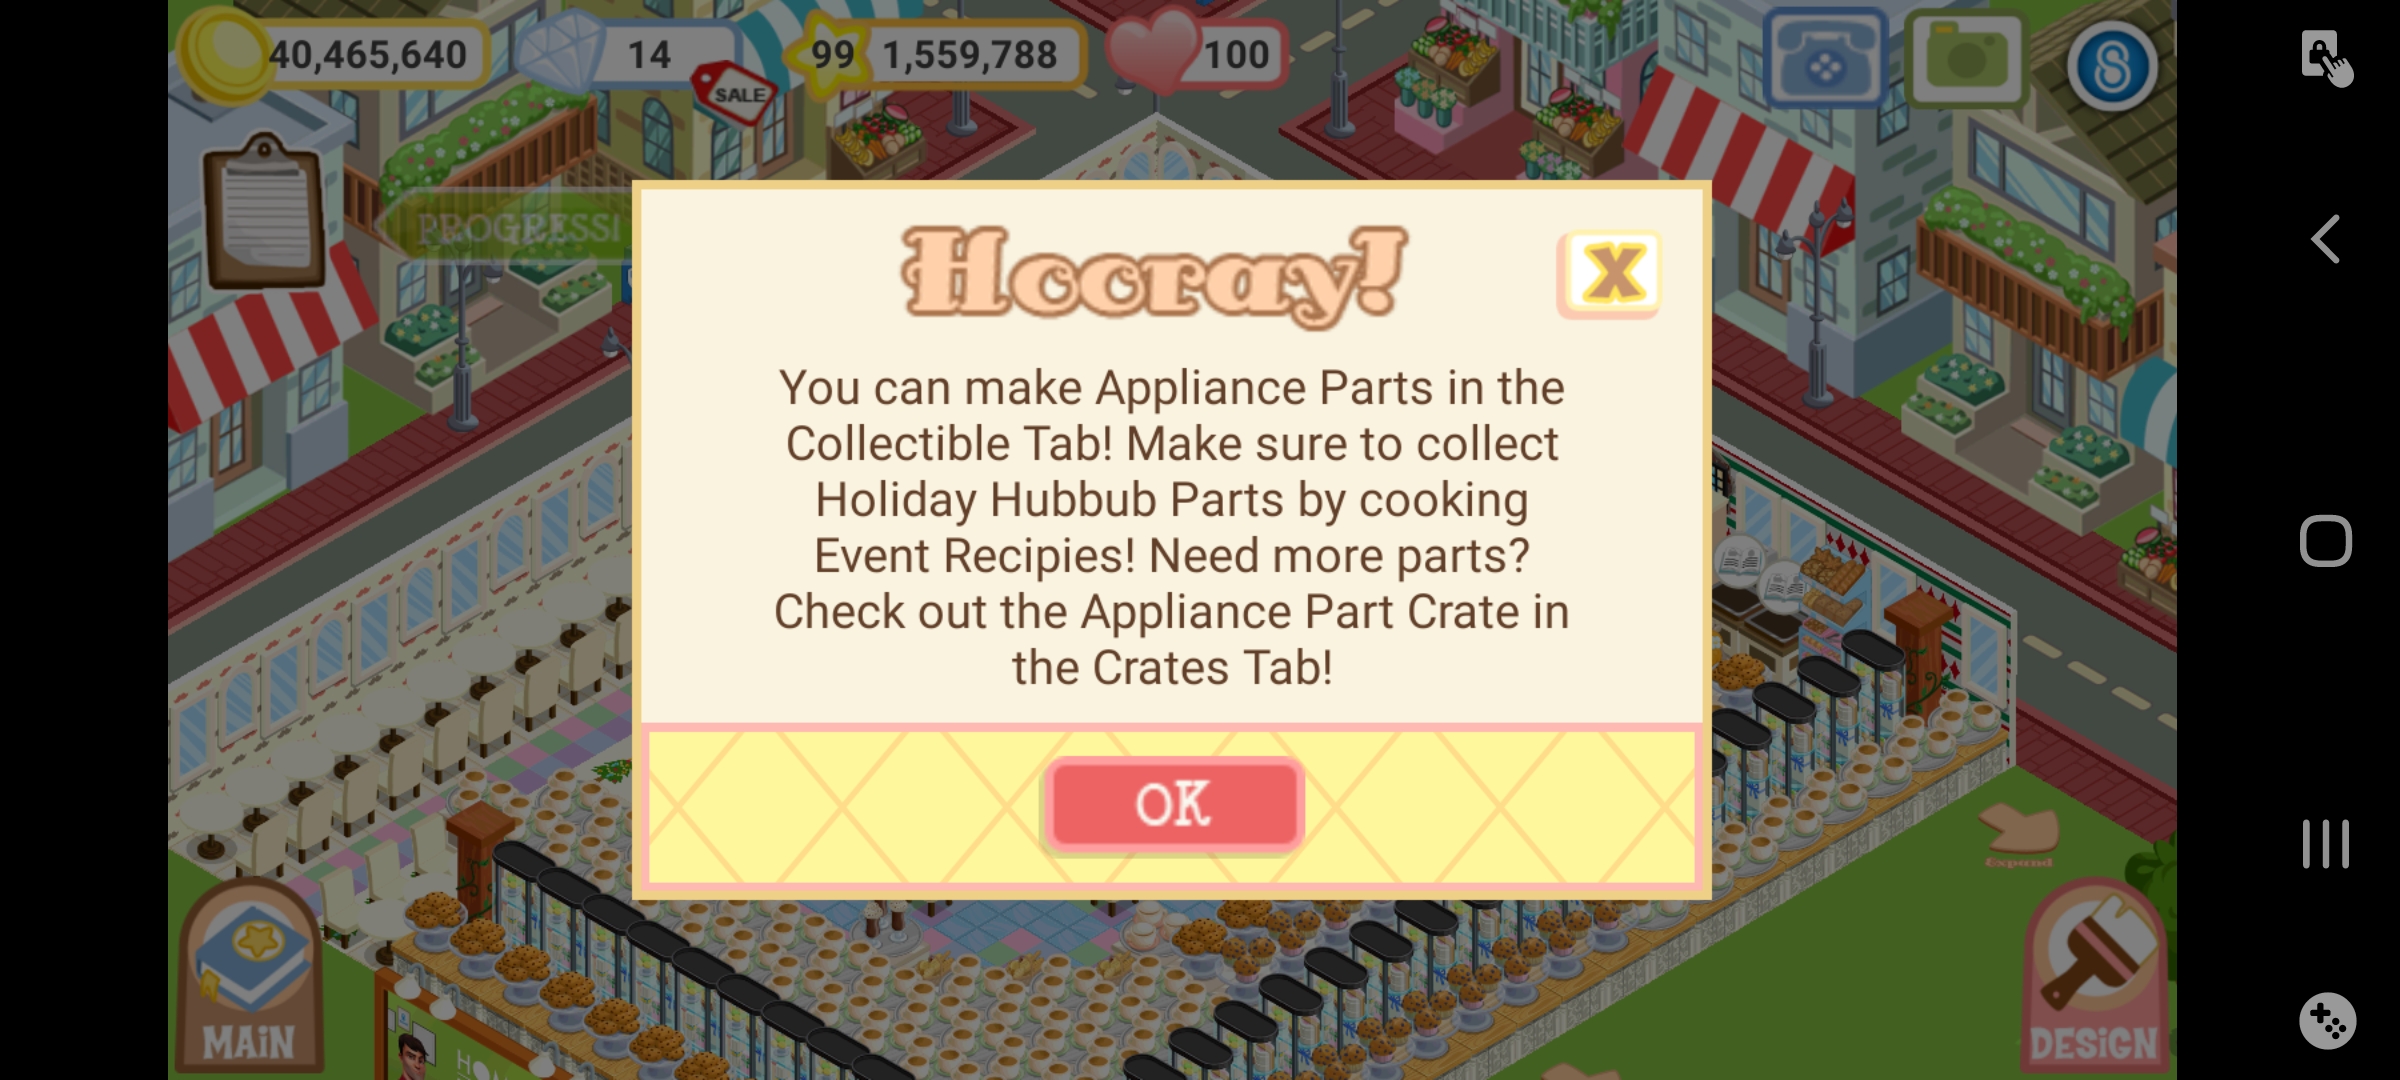 40,465,640
14
SALE
99
1,559,788
100
PROGRESS!
Hooray!
X
You can make Appliance Parts in the
Collectible Tab! Make sure to collect
Holiday Hubbub Parts by cooking
Event Recipies! Need more parts?
Check out the Appliance Part Crate in
the Crates Tab!
OK
Expand
MAiN
DESiGN